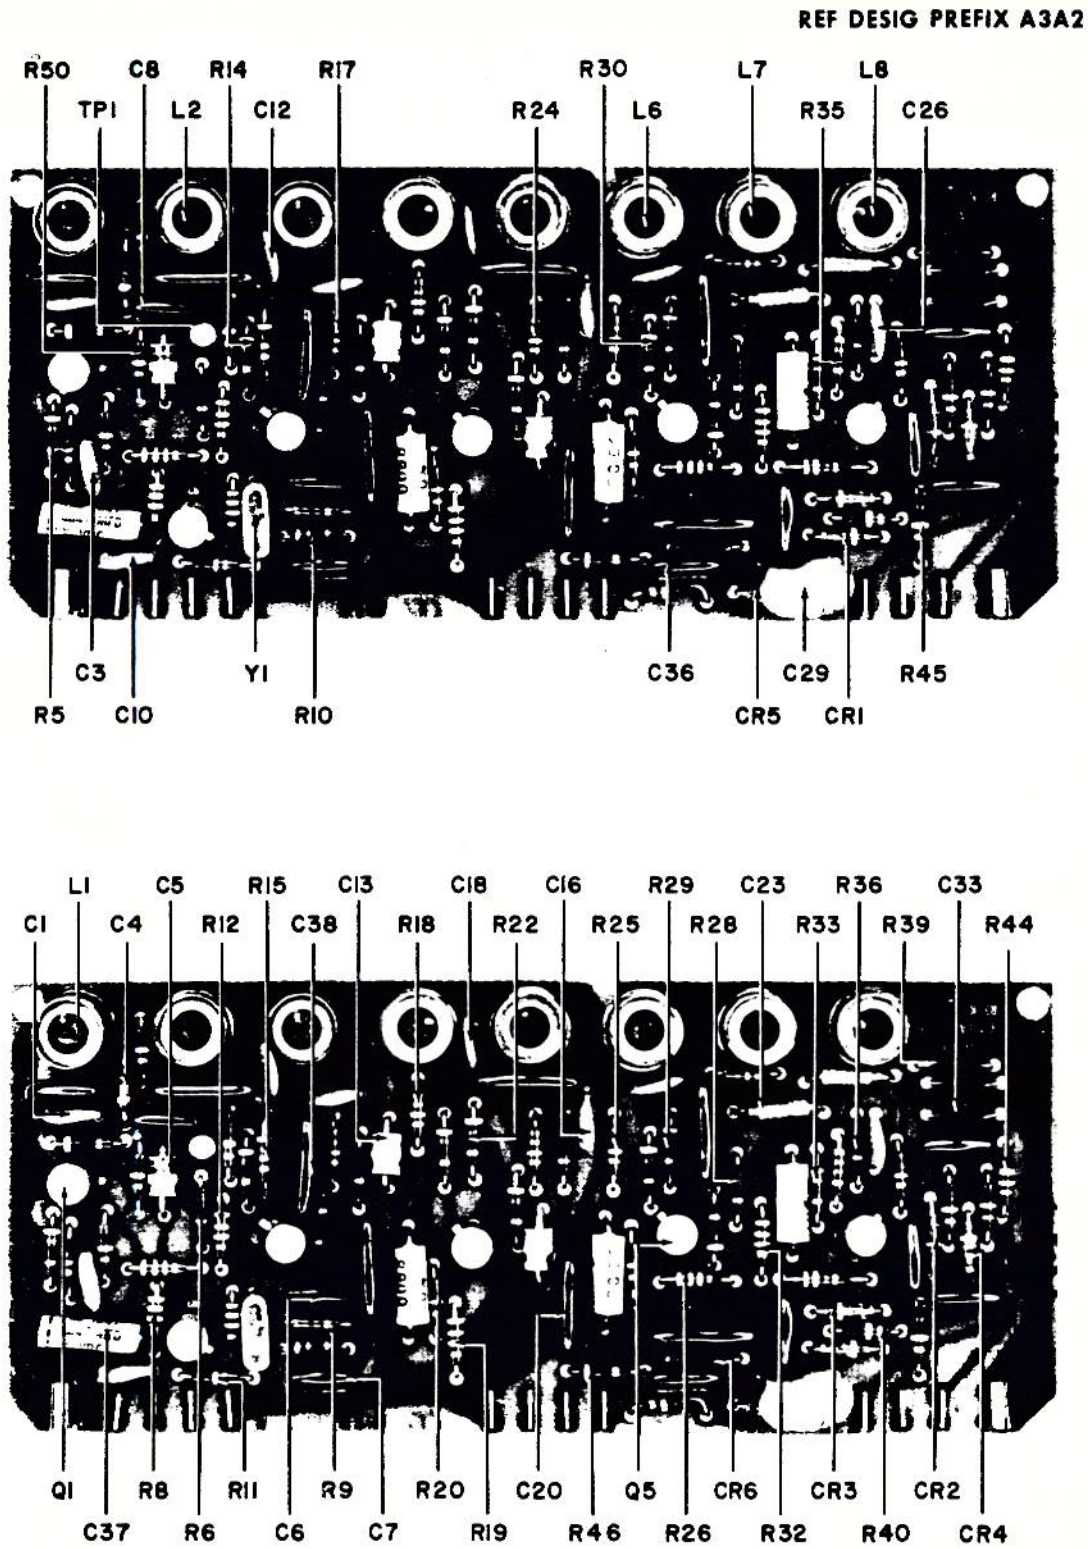 REF DESIG PREFIX A3A2
R50 C8 R14 R17 R30 L7 L8
TP1 L2 C12 R24 L6 R35 C26
C3 Y1 C36 C29 R45
R5 C10 R10 CR5 CR1
L1 C5 R15 C13 C18 C16 R29 C23 R36 C33
C1 C4 R12 C38 R18 R22 R25 R28 R33 R39 R44
Q1 R8 R11 R9 R20 C20 Q5 CR6 CR3 CR2
C37 R6 C6 C7 R19 R46 R26 R32 R40 CR4